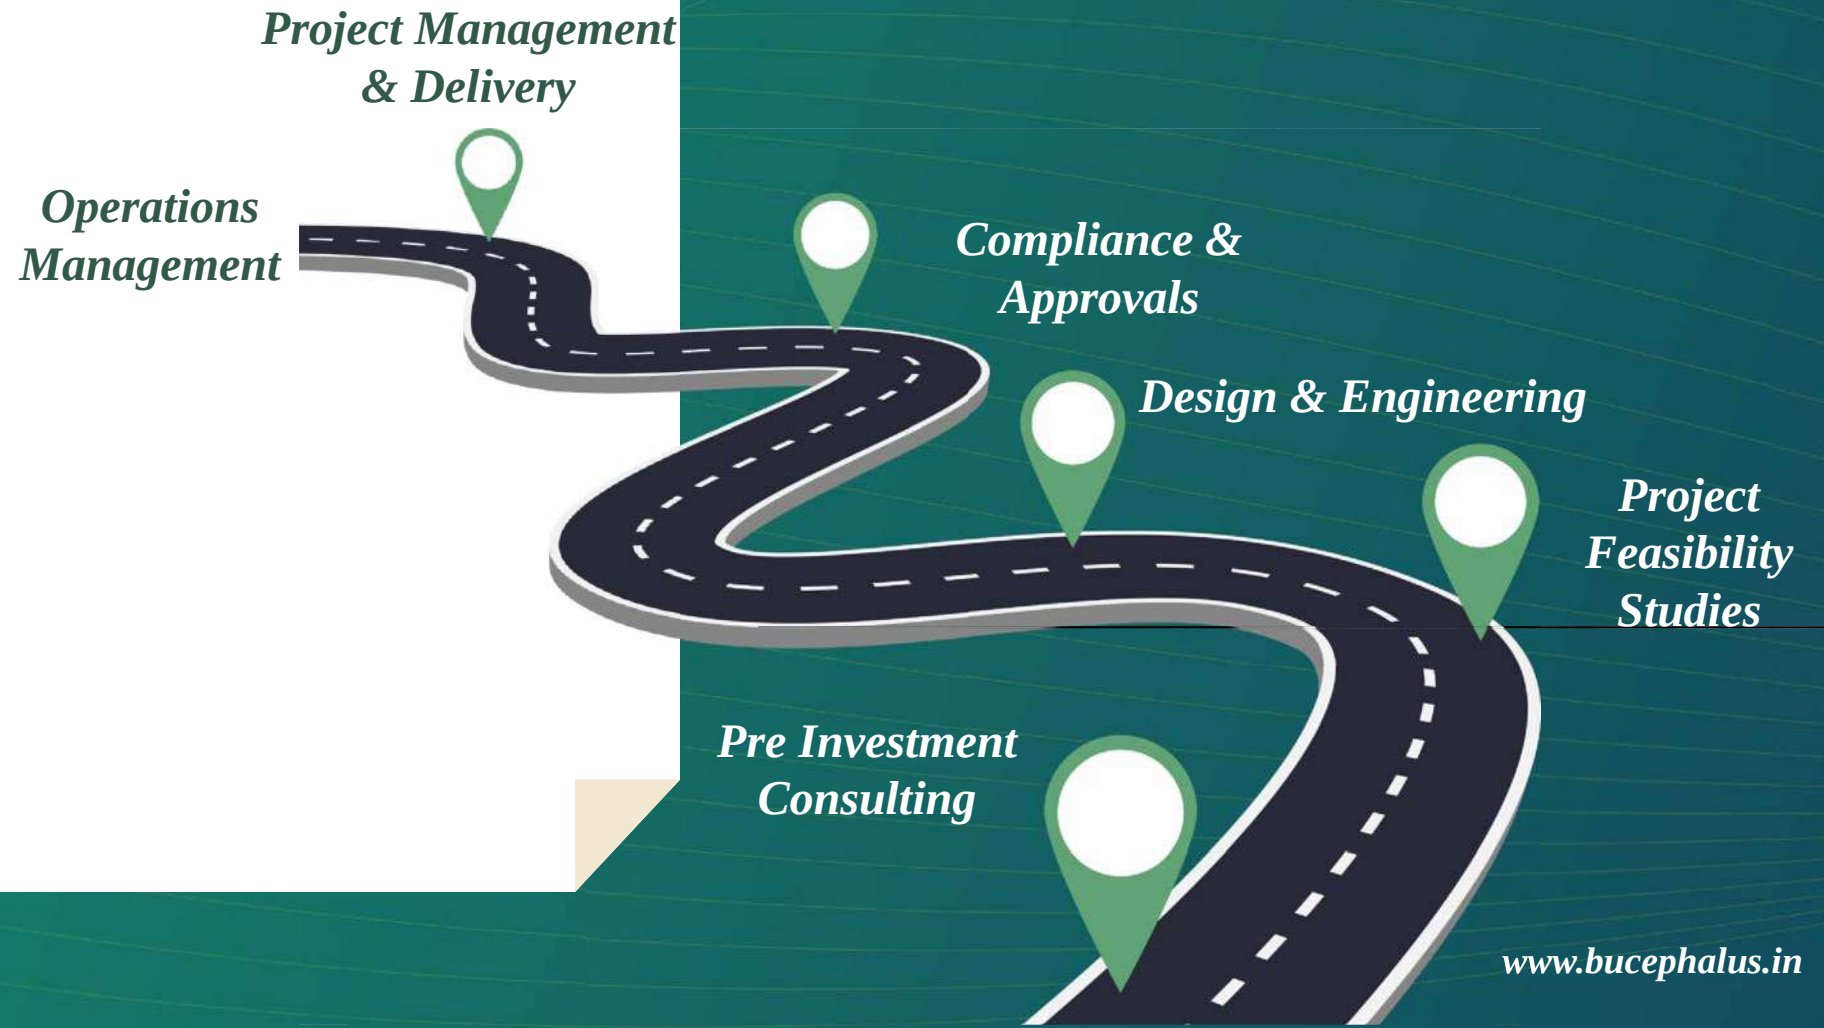 Project Management
& Delivery
Operations
Management
Compliance &
Approvals
Design & Engineering
Project
Feasibility
Studies
Pre Investment
Consulting
www.bucephalus.in